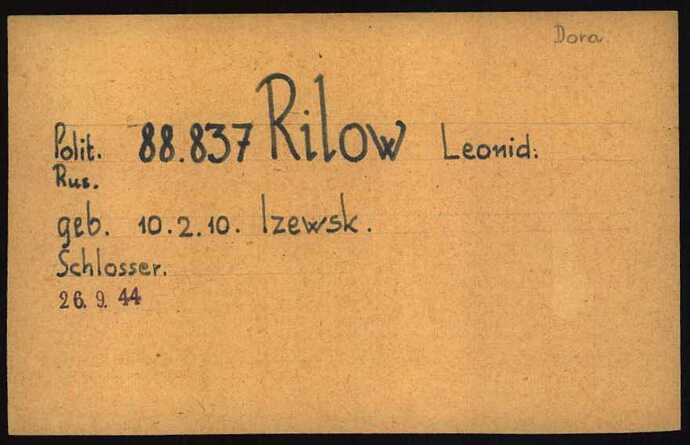 Dora
Polit. 88.837 Rilow Leonid.
Rus.
geb. 10.2.10. Izewsk.
Schlosser.
26. 9. 44